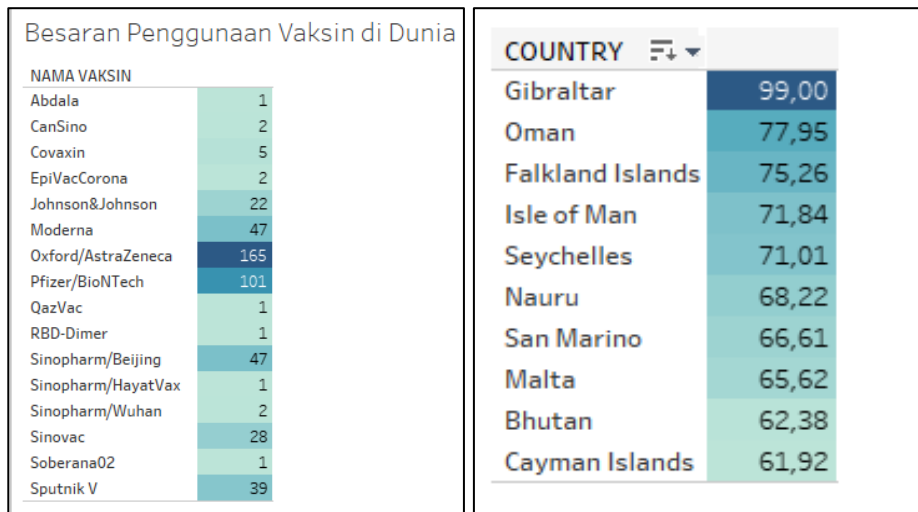 Besaran Penggunaan Vaksin di Dunia
NAMA VAKSIN
Abdala 1
CanSino 2
Covaxin 5
EpiVacCorona 2
Johnson&Johnson 22
Moderna 47
Oxford/AstraZeneca 165
Pfizer/BioNTech 101
QazVac 1
RBD-Dimer 1
Sinopharm/Beijing 47
Sinopharm/HayatVax 1
Sinopharm/Wuhan 2
Sinovac 28
Soberana02 1
Sputnik V 39
COUNTRY
Gibraltar 99,00
Oman 77,95
Falkland Islands 75,26
Isle of Man 71,84
Seychelles 71,01
Nauru 68,22
San Marino 66,61
Malta 65,62
Bhutan 62,38
Cayman Islands 61,92